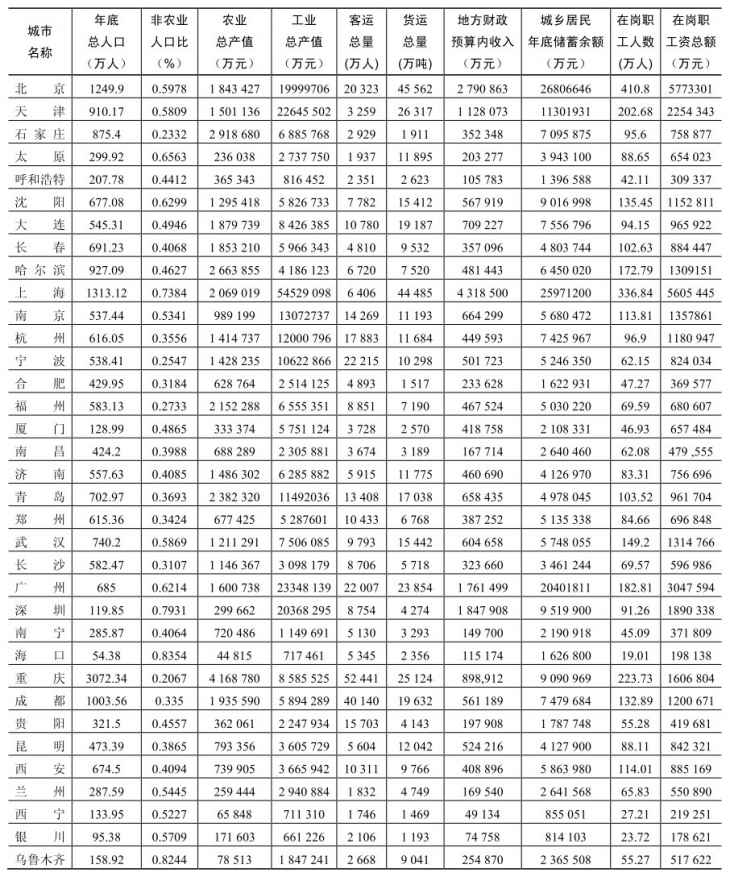 城市名称 年底总人口（万人） 非农业人口比（%） 农业总产值（万元） 工业总产值（万元） 客运总量（万人） 货运总量（万吨） 地方财政预算内收入（万元） 城乡居民年底储蓄余额（万元） 在岗职工人数（万人） 在岗职工工资总额（万元）
北京 1249.9 0.5978 1 843 427 19999706 20 323 45 562 2 790 863 26806646 410.8 5773301
天津 910.17 0.5809 1 501 136 22645 502 3 259 26 317 1 128 073 11301931 202.68 2254 343
石家庄 875.4 0.2332 2 918 680 6 885 768 2 929 1 911 352 348 7 095 875 95.6 758 877
太原 299.92 0.6563 236 038 2 737 750 1 937 11 895 203 277 3 943 100 88.65 654 023
呼和浩特 207.78 0.4412 365 343 816 452 2 351 2 623 105 783 1 396 588 42.11 309 337
沈阳 677.08 0.6299 1 295 418 5 826 733 7 782 15 412 567 919 9 016 998 135.45 1152 811
大连 545.31 0.4946 1 879 739 8 426 385 10 780 19 187 709 227 7 556 796 94.15 965 922
长春 691.23 0.4068 1 853 210 5 966 343 4 810 9 532 357 096 4 803 744 102.63 884 447
哈尔滨 927.09 0.4627 2 663 855 4 186 123 6 720 7 520 481 443 6 450 020 172.79 1309151
上海 1313.12 0.7384 2 069 019 54529 098 6 406 44 485 4 318 500 25971200 336.84 5605 445
南京 537.44 0.5341 989 199 13072737 14 269 11 193 664 299 5 680 472 113.81 1357861
杭州 616.05 0.3556 1 414 737 12000 796 17 883 11 684 449 593 7 425 967 96.9 1180 947
宁波 538.41 0.2547 1 428 235 10622 866 22 215 10 298 501 723 5 246 350 62.15 824 034
合肥 429.95 0.3184 628 764 2 514 125 4 893 1 517 233 628 1 622 931 47.27 369 577
福州 583.13 0.2733 2 152 288 6 555 351 8 851 7 190 467 524 5 030 220 69.59 680 607
厦门 128.99 0.4865 333 374 5 751 124 3 728 2 570 418 758 2 108 331 46.93 657 484
南昌 424.2 0.3988 688 289 2 305 881 3 674 3 189 167 714 2 640 460 62.08 479 ,555
济南 557.63 0.4085 1 486 302 6 285 882 5 915 11 775 460 690 4 126 970 83.31 756 696
青岛 702.97 0.3693 2 382 320 11492036 13 408 17 038 658 435 4 978 045 103.52 961 704
郑州 615.36 0.3424 677 425 5 287601 10 433 6 768 387 252 5 135 338 84.66 696 848
武汉 740.2 0.5869 1 211 291 7 506 085 9 793 15 442 604 658 5 748 055 149.2 1314 766
长沙 582.47 0.3107 1 146 367 3 098 179 8 706 5 718 323 660 3 461 244 69.57 596 986
广州 685 0.6214 1 600 738 23348 139 22 007 23 854 1 761 499 20401811 182.81 3047 594
深圳 119.85 0.7931 299 662 20368 295 8 754 4 274 1 847 908 9 519 900 91.26 1890 338
南宁 285.87 0.4064 720 486 1 149 691 5 130 3 293 149 700 2 190 918 45.09 371 809
海口 54.38 0.8354 44 815 717 461 5 345 2 356 115 174 1 626 800 19.01 198 138
重庆 3072.34 0.2067 4 168 780 8 585 525 52 441 25 124 898,912 9 090 969 223.73 1606 804
成都 1003.56 0.335 1 935 590 5 894 289 40 140 19 632 561 189 7 479 684 132.89 1200 671
贵阳 321.5 0.4557 362 061 2 247 934 15 703 4 143 197 908 1 787 748 55.28 419 681
昆明 473.39 0.3865 793 356 3 605 729 5 604 12 042 524 216 4 127 900 88.11 842 321
西安 674.5 0.4094 739 905 3 665 942 10 311 9 766 408 896 5 863 980 114.01 885 169
兰州 287.59 0.5445 259 444 2 940 884 1 832 4 749 169 540 2 641 568 65.83 550 890
西宁 133.95 0.5227 65 848 711 310 1 746 1 469 49 134 855 051 27.21 219 251
银川 95.38 0.5709 171 603 661 226 2 106 1 193 74 758 814 103 23.72 178 621
乌鲁木齐 158.92 0.8244 78 513 1 847 241 2 668 9 041 254 870 2 365 508 55.27 517 622